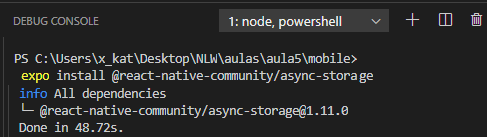 DEBUG CONSOLE
1: node, powershell
PS C:\Users\x_kat\Desktop\NLW\aulas\aula5\mobile>
expo install @react-native-community/async-storage
info All dependencies
└─ @react-native-community/async-storage@1.11.0
Done in 48.72s.